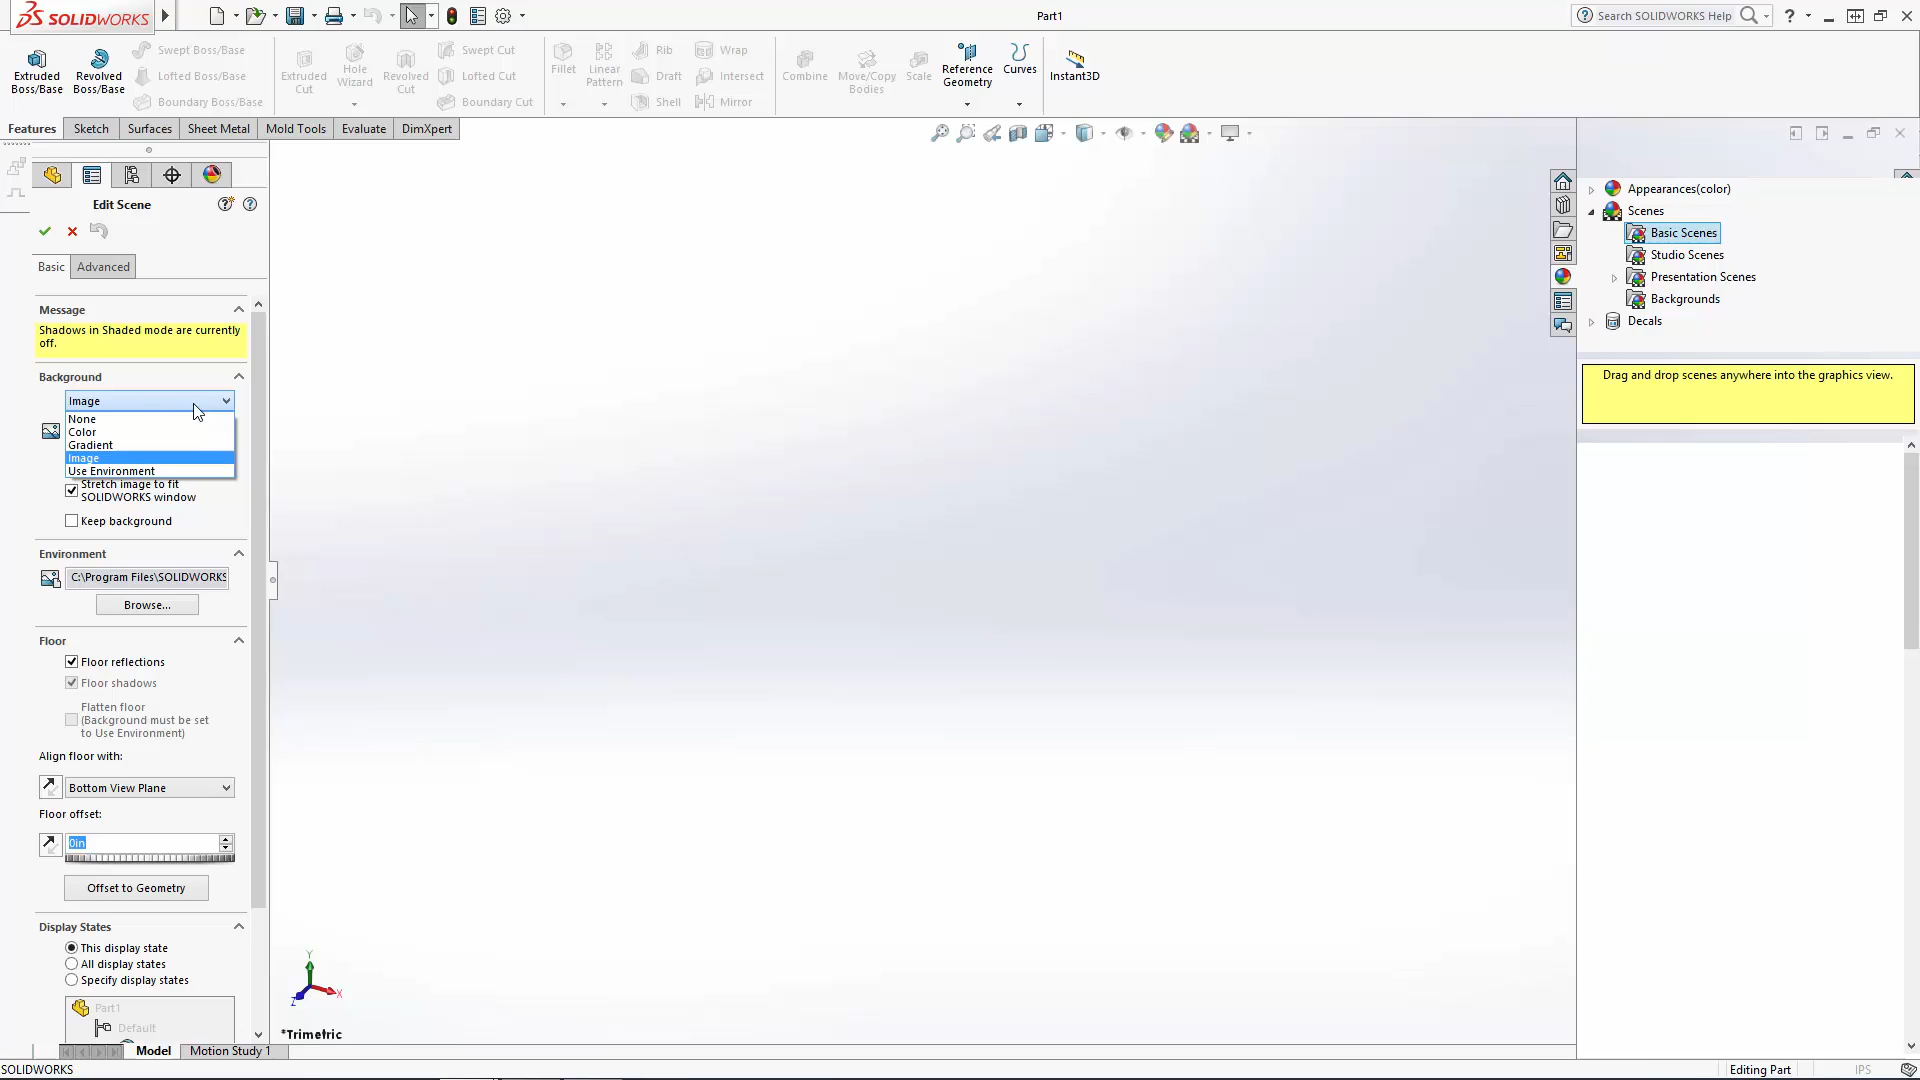 SOLIDWORKS
Part1
Search SOLIDWORKS Help
Extruded Boss/Base
Revolved Boss/Base
Swept Boss/Base
Lofted Boss/Base
Boundary Boss/Base
Extruded Cut
Hole Wizard
Revolved Cut
Swept Cut
Lofted Cut
Boundary Cut
Fillet
Linear Pattern
Rib
Draft
Shell
Wrap
Intersect
Mirror
Combine
Move/Copy Bodies
Scale
Reference Geometry
Curves
Instant3D
Features
Sketch
Surfaces
Sheet Metal
Mold Tools
Evaluate
DimXpert
Edit Scene
Basic
Advanced
Message
Shadows in Shaded mode are currently
off.
Background
Image
None
Color
Gradient
Image
Use Environment
Stretch image to fit
SOLIDWORKS window
Keep background
Environment
C:\Program Files\SOLIDWORKS
Browse...
Floor
Floor reflections
Floor shadows
Flatten floor
(Background must be set
to Use Environment)
Align floor with:
Bottom View Plane
Floor offset:
0in
Offset to Geometry
Display States
This display state
All display states
Specify display states
Part1
Default
Y
X
Z
*Trimetric
Appearances(color)
Scenes
Basic Scenes
Studio Scenes
Presentation Scenes
Backgrounds
Decals
Drag and drop scenes anywhere into the graphics view.
Model
Motion Study 1
SOLIDWORKS
Editing Part
IPS